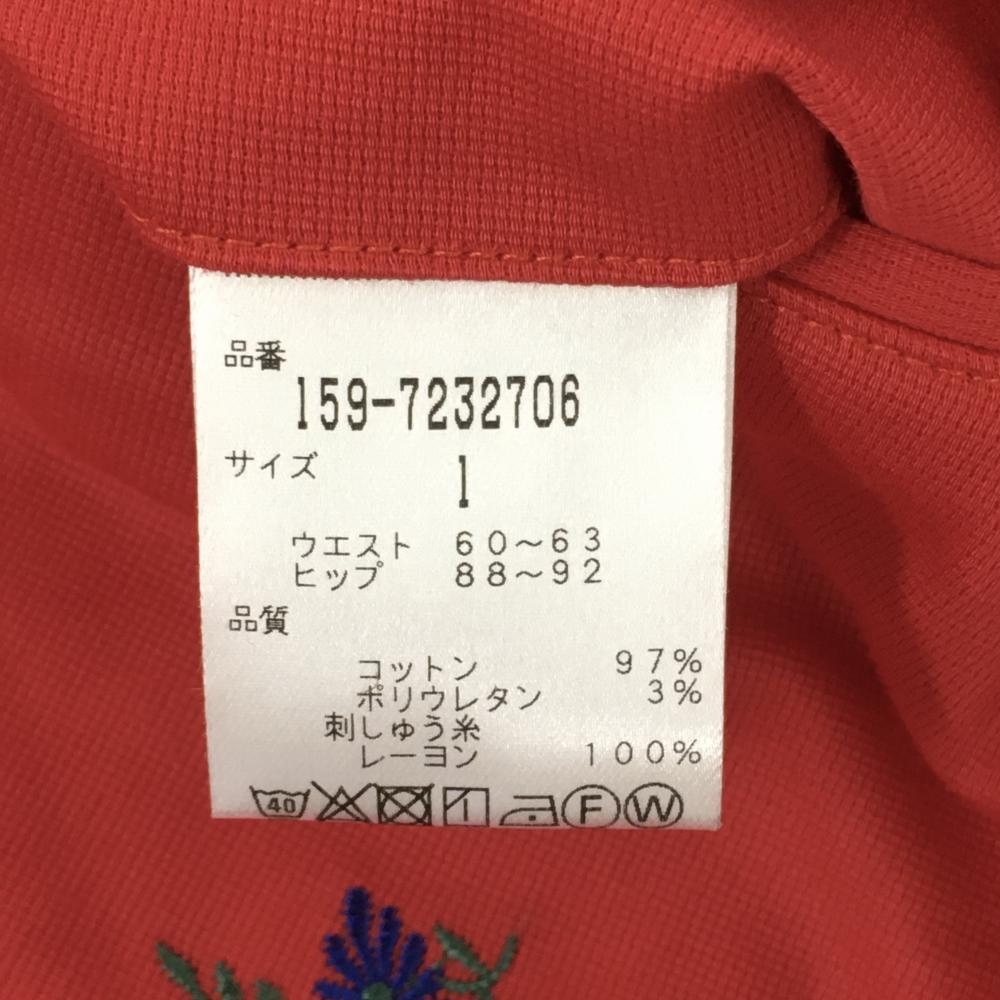 品番
159-7232706
サイズ 1
ウエスト 60〜63
ヒップ 88〜92
品質
コットン 97%
ポリウレタン 3%
刺しゅう糸
レーヨン 100%
40 F W